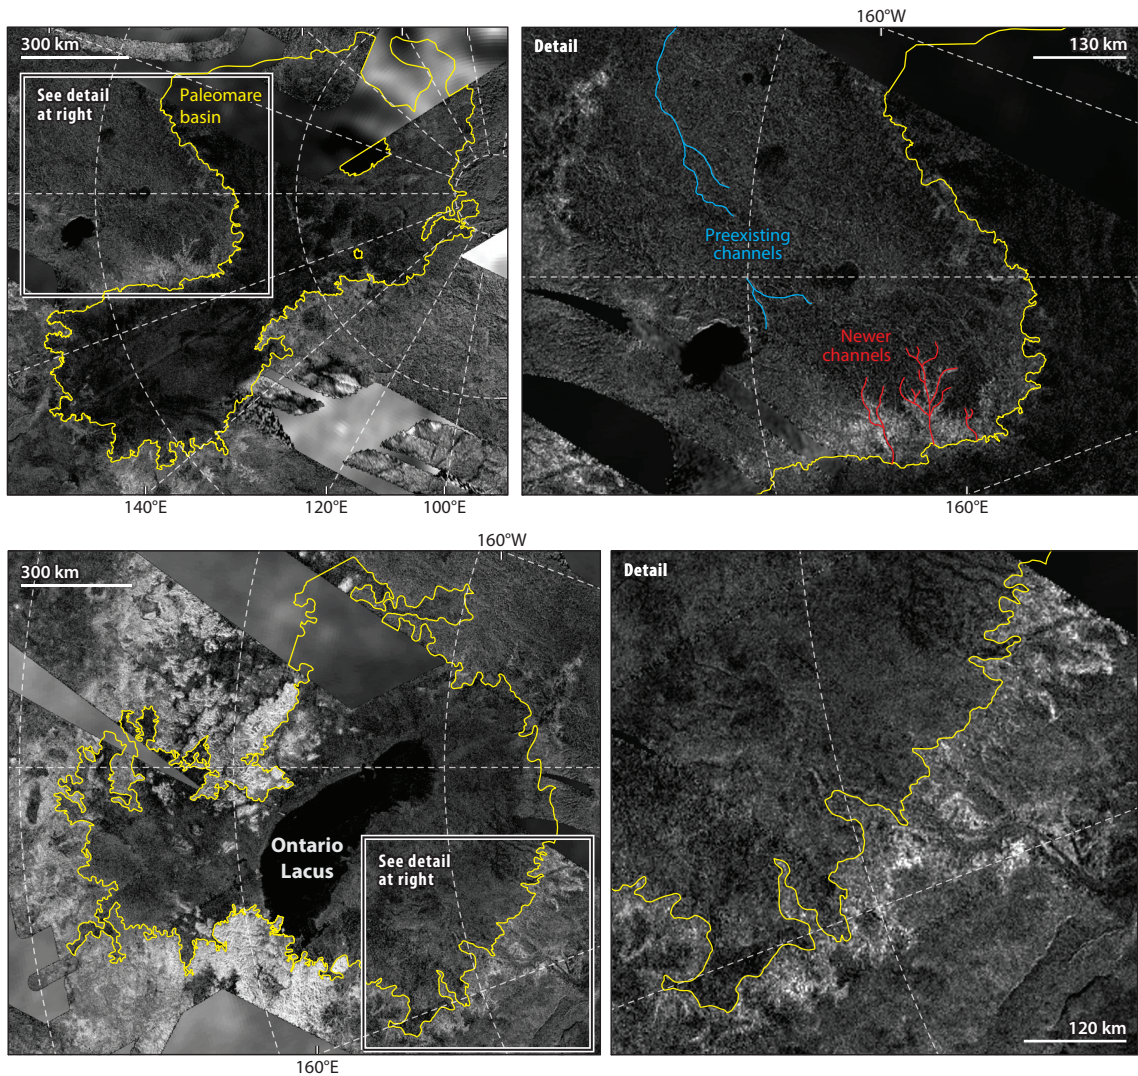 300 km
See detail
at right
Paleomare
basin
140°E
120°E
100°E
160°W
Detail
130 km
Preexisting
channels
Newer
channels
160°E
160°W
300 km
Ontario
Lacus
See detail
at right
160°E
Detail
120 km